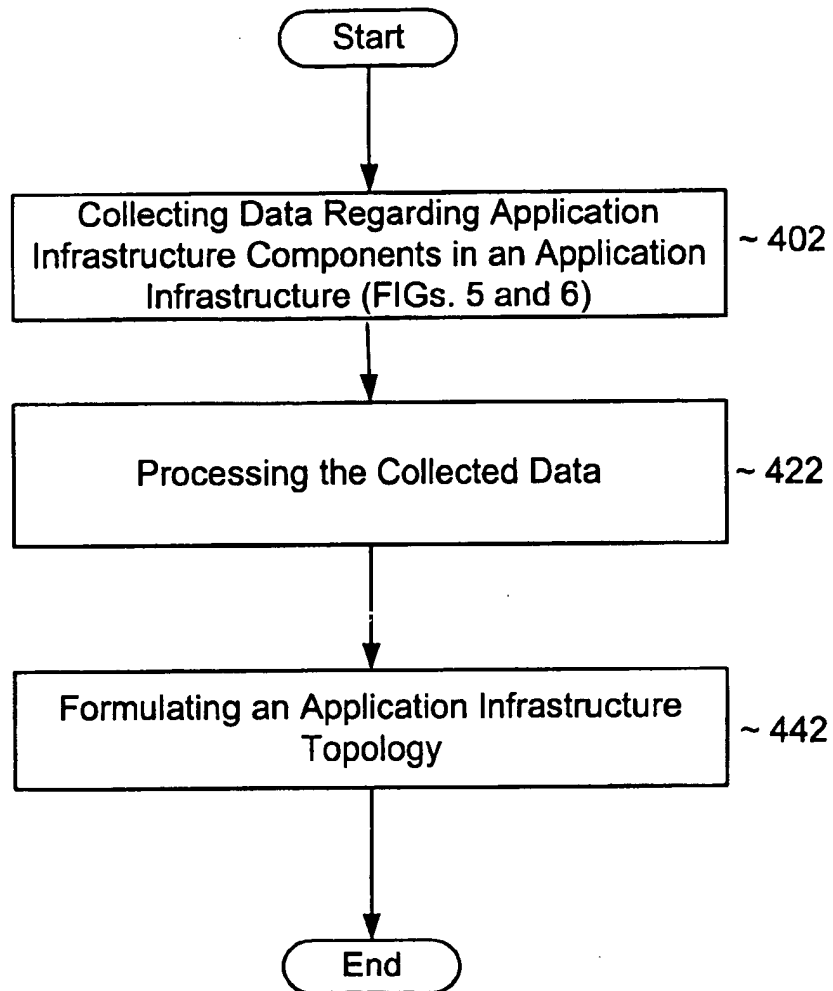 Start
Collecting Data Regarding Application
Infrastructure Components in an Application
Infrastructure (FIGs. 5 and 6)
~ 402
Processing the Collected Data
~ 422
Formulating an Application Infrastructure
Topology
~ 442
End